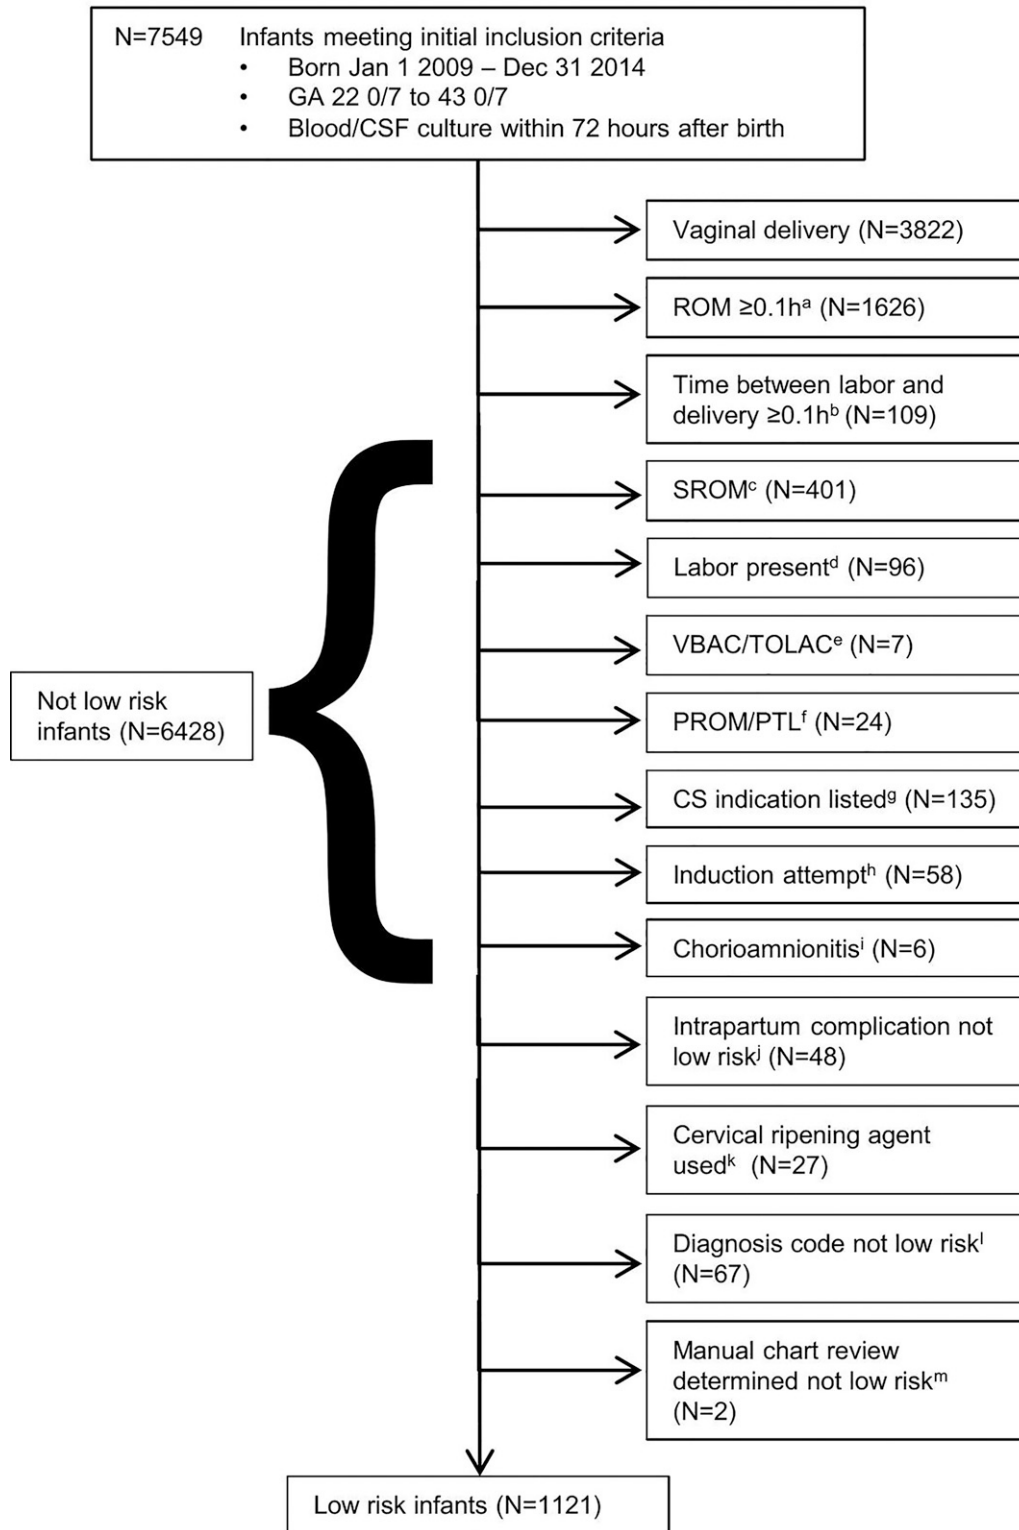 N=7549 Infants meeting initial inclusion criteria
• Born Jan 1 2009 – Dec 31 2014
• GA 22 0/7 to 43 0/7
• Blood/CSF culture within 72 hours after birth
Vaginal delivery (N=3822)
ROM ≥0.1hᵃ (N=1626)
Time between labor and
delivery ≥0.1hᵇ (N=109)
SROMᶜ (N=401)
Labor presentᵈ (N=96)
VBAC/TOLACᵉ (N=7)
Not low risk
infants (N=6428)
PROM/PTLᶠ (N=24)
CS indication listedᵍ (N=135)
Induction attemptʰ (N=58)
Chorioamnionitisⁱ (N=6)
Intrapartum complication not
low riskʲ (N=48)
Cervical ripening agent
usedᵏ (N=27)
Diagnosis code not low riskˡ
(N=67)
Manual chart review
determined not low riskᵐ
(N=2)
Low risk infants (N=1121)